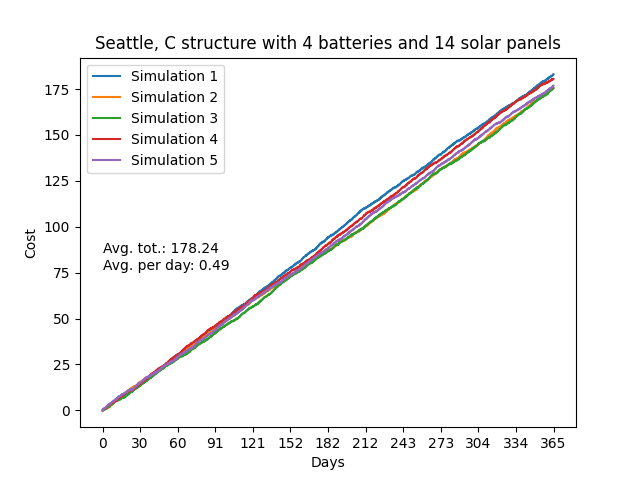 Seattle, C structure with 4 batteries and 14 solar panels
Simulation 1
Simulation 2
Simulation 3
Simulation 4
Simulation 5
Avg. tot.: 178.24
Avg. per day: 0.49
Cost
175
150
125
100
75
50
25
0
0 30 60 91 121 152 182 212 243 273 304 334 365
Days